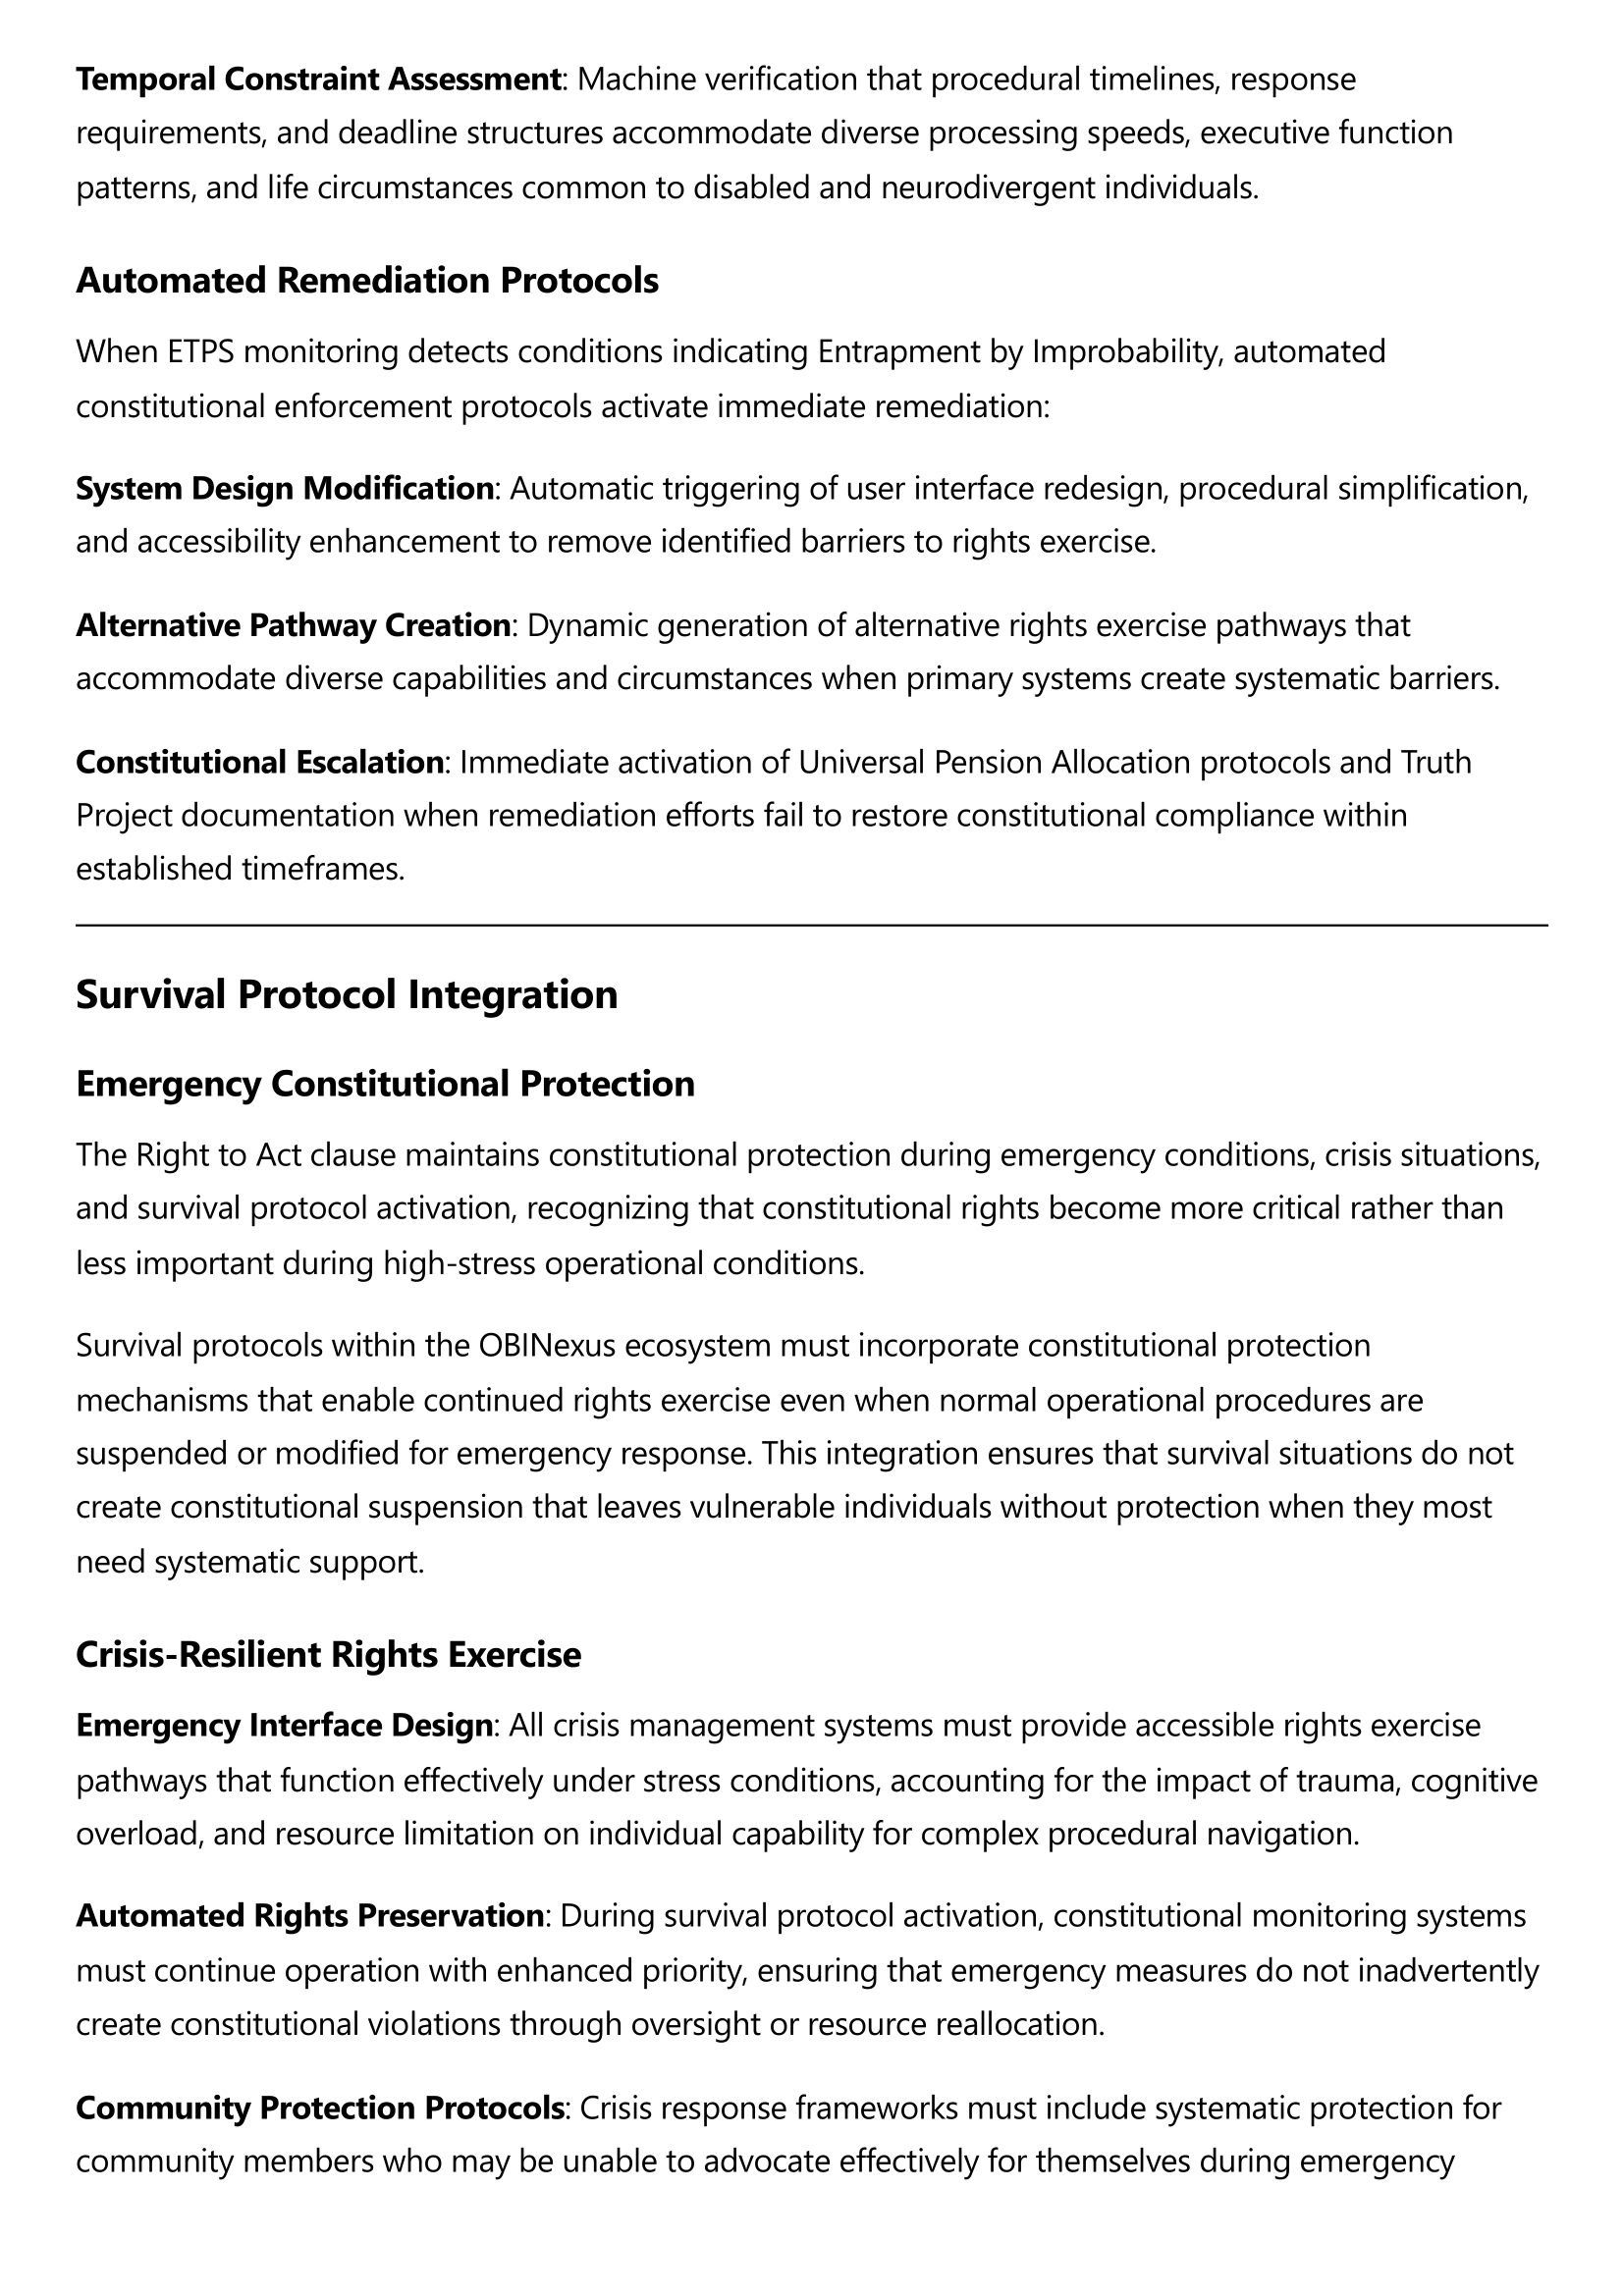 Temporal Constraint Assessment: Machine verification that procedural timelines, response
requirements, and deadline structures accommodate diverse processing speeds, executive function
patterns, and life circumstances common to disabled and neurodivergent individuals.
Automated Remediation Protocols
When ETPS monitoring detects conditions indicating Entrapment by Improbability, automated
constitutional enforcement protocols activate immediate remediation:
System Design Modification: Automatic triggering of user interface redesign, procedural simplification,
and accessibility enhancement to remove identified barriers to rights exercise.
Alternative Pathway Creation: Dynamic generation of alternative rights exercise pathways that
accommodate diverse capabilities and circumstances when primary systems create systematic barriers.
Constitutional Escalation: Immediate activation of Universal Pension Allocation protocols and Truth
Project documentation when remediation efforts fail to restore constitutional compliance within
established timeframes.
Survival Protocol Integration
Emergency Constitutional Protection
The Right to Act clause maintains constitutional protection during emergency conditions, crisis situations,
and survival protocol activation, recognizing that constitutional rights become more critical rather than
less important during high-stress operational conditions.
Survival protocols within the OBINexus ecosystem must incorporate constitutional protection
mechanisms that enable continued rights exercise even when normal operational procedures are
suspended or modified for emergency response. This integration ensures that survival situations do not
create constitutional suspension that leaves vulnerable individuals without protection when they most
need systematic support.
Crisis-Resilient Rights Exercise
Emergency Interface Design: All crisis management systems must provide accessible rights exercise
pathways that function effectively under stress conditions, accounting for the impact of trauma, cognitive
overload, and resource limitation on individual capability for complex procedural navigation.
Automated Rights Preservation: During survival protocol activation, constitutional monitoring systems
must continue operation with enhanced priority, ensuring that emergency measures do not inadvertently
create constitutional violations through oversight or resource reallocation.
Community Protection Protocols: Crisis response frameworks must include systematic protection for
community members who may be unable to advocate effectively for themselves during emergency